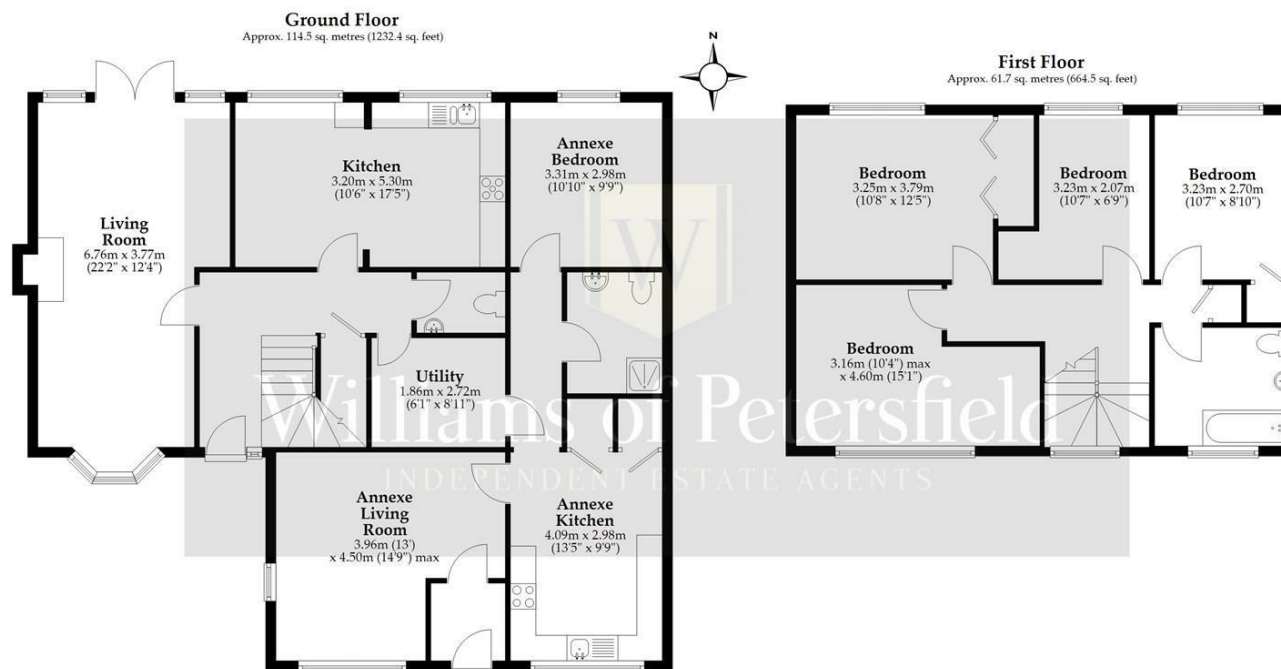 Ground Floor
Approx. 114.5 sq. metres (1232.4 sq. feet)
N
First Floor
Approx. 61.7 sq. metres (664.5 sq. feet)
Living
Room
6.76m x 3.77m
(22'2" x 12'4")
Kitchen
3.20m x 5.30m
(10'6" x 17'5")
Annexe
Bedroom
3.31m x 2.98m
(10'10" x 9'9")
Bedroom
3.25m x 3.79m
(10'8" x 12'5")
Bedroom
3.23m x 2.07m
(10'7" x 6'9")
Bedroom
3.23m x 2.70m
(10'7" x 8'10")
W
Utility
1.86m x 2.72m
(6'1" x 8'11")
Bedroom
3.16m (10'4") max
x 4.60m (15'1")
Williams of Petersfield
INDEPENDENT ESTATE AGENTS
Annexe
Living
Room
3.96m (13')
x 4.50m (14'9") max
Annexe
Kitchen
4.09m x 2.98m
(13'5" x 9'9")